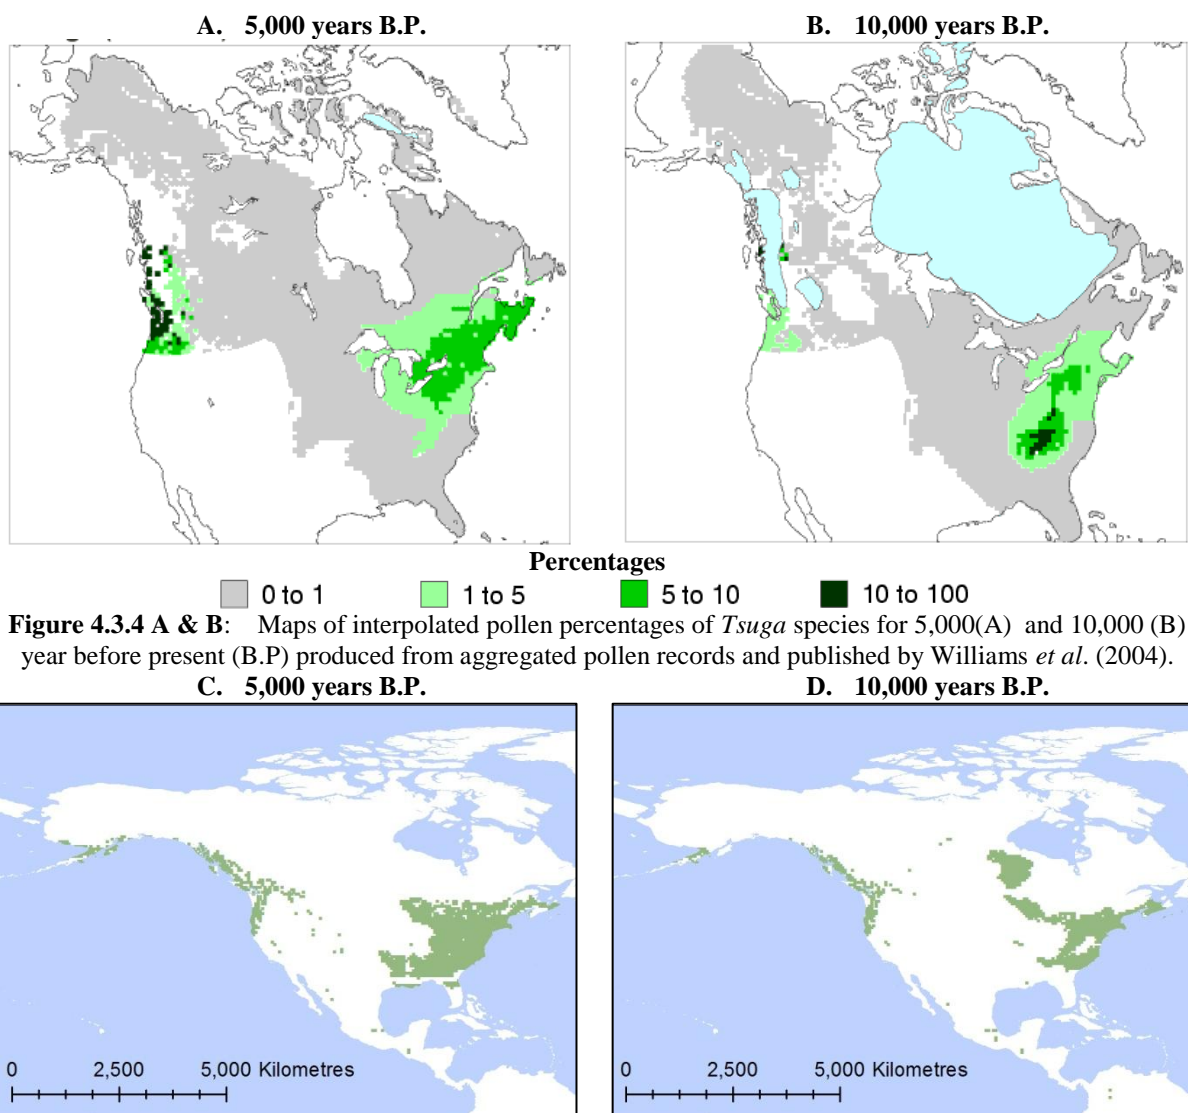 A. 5,000 years B.P.
B. 10,000 years B.P.
Percentages
0 to 1
1 to 5
5 to 10
10 to 100
Figure 4.3.4 A & B: Maps of interpolated pollen percentages of Tsuga species for 5,000(A) and 10,000 (B)
year before present (B.P) produced from aggregated pollen records and published by Williams et al. (2004).
C. 5,000 years B.P.
D. 10,000 years B.P.
0 2,500 5,000 Kilometres
0 2,500 5,000 Kilometres